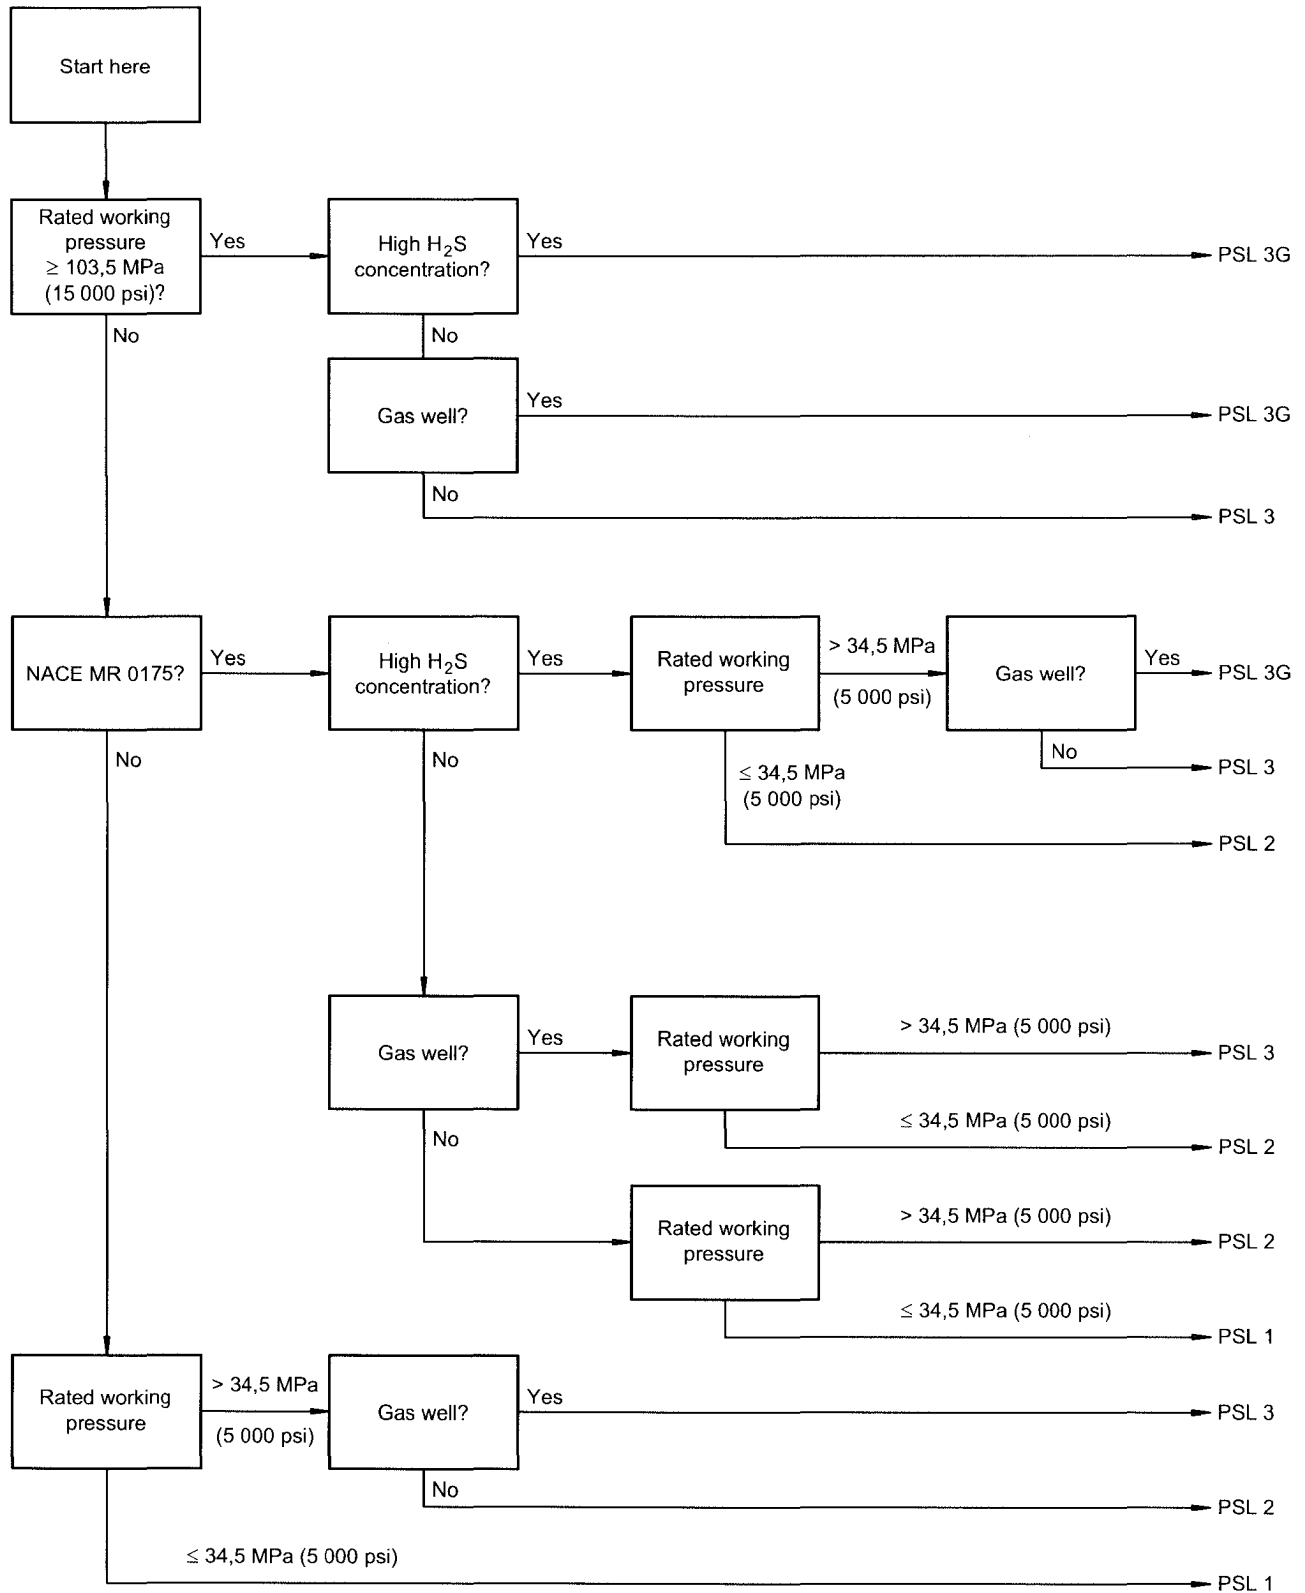 Start here
Rated working
pressure
≥ 103,5 MPa
(15 000 psi)?
Yes
High H₂S
concentration?
Yes
PSL 3G
No
No
Gas well?
Yes
PSL 3G
No
PSL 3
NACE MR 0175?
Yes
High H₂S
concentration?
Yes
Rated working
pressure
> 34,5 MPa
(5 000 psi)
Gas well?
Yes
PSL 3G
No
No
≤ 34,5 MPa
(5 000 psi)
No
PSL 3
PSL 2
Gas well?
Yes
Rated working
pressure
> 34,5 MPa (5 000 psi)
PSL 3
≤ 34,5 MPa (5 000 psi)
PSL 2
No
Rated working
pressure
> 34,5 MPa (5 000 psi)
PSL 2
≤ 34,5 MPa (5 000 psi)
PSL 1
Rated working
pressure
> 34,5 MPa
(5 000 psi)
Gas well?
Yes
PSL 3
No
PSL 2
≤ 34,5 MPa (5 000 psi)
PSL 1